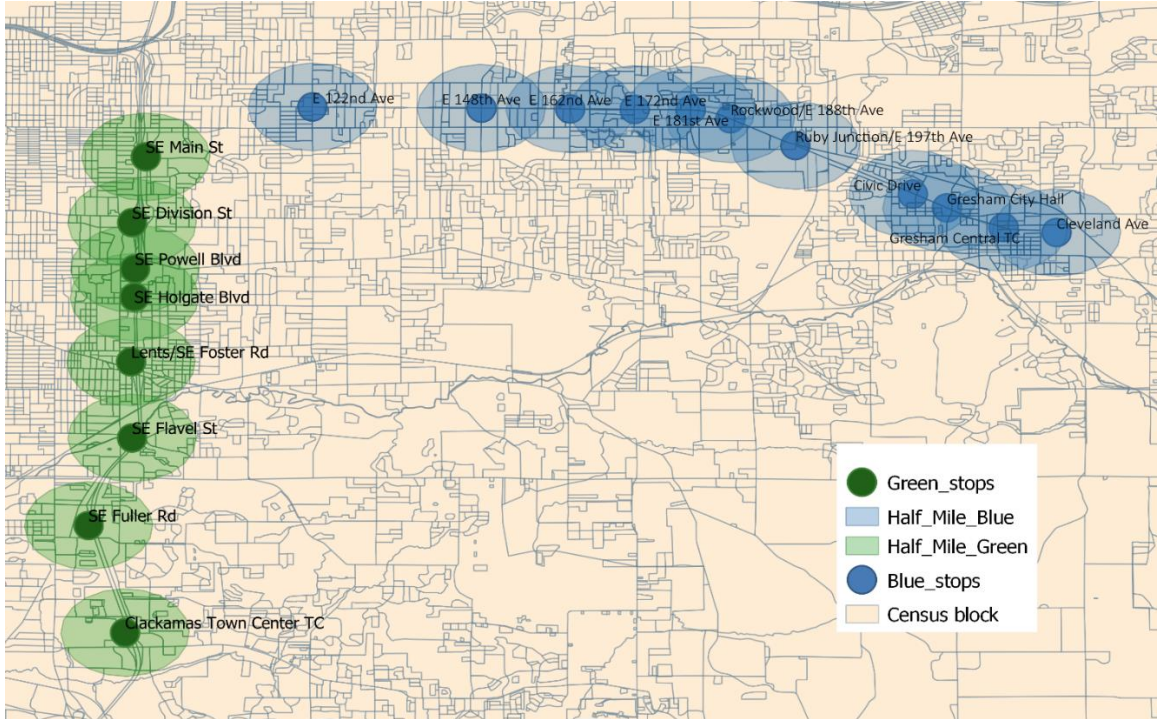 E 122nd Ave
E 148th Ave
E 162nd Ave
E 172nd Ave
E 181st Ave
Rockwood/E 188th Ave
Ruby Junction/E 197th Ave
Civic Drive
Gresham City Hall
Gresham Central TC
Cleveland Ave
SE Main St
SE Division St
SE Powell Blvd
SE Holgate Blvd
Lents/SE Foster Rd
SE Flavel St
SE Fuller Rd
Clackamas Town Center TC
Green_stops
Half_Mile_Blue
Half_Mile_Green
Blue_stops
Census block